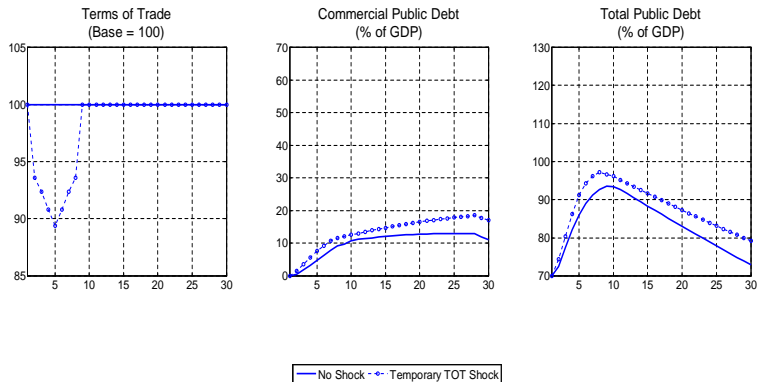 Terms of Trade
(Base = 100)
105
100
95
90
85
5 10 15 20 25 30
Commercial Public Debt
(% of GDP)
70
60
50
40
30
20
10
0
5 10 15 20 25 30
Total Public Debt
(% of GDP)
130
120
110
100
90
80
70
5 10 15 20 25 30
No Shock Temporary TOT Shock